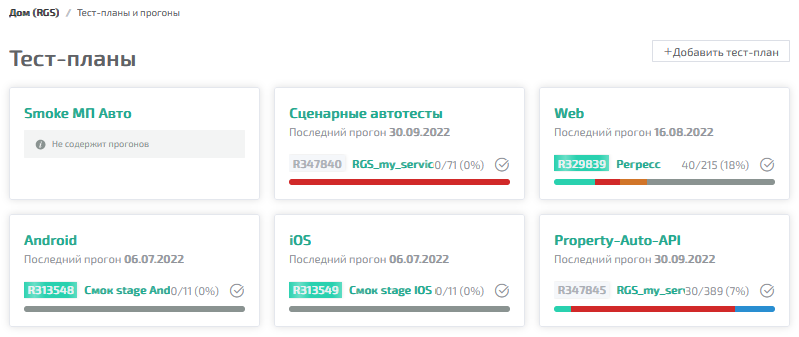 Дом (RGS) / Тест-планы и прогоны
Тест-планы
+Добавить тест-план
Smoke МП Авто
Не содержит прогонов
Сценарные автотесты
Последний прогон 30.09.2022
R347840 RGS_my_servic 0/71 (0%)
Web
Последний прогон 16.08.2022
R329839 Регресс 40/215 (18%)
Android
Последний прогон 06.07.2022
R313548 Смок stage And 0/11 (0%)
iOS
Последний прогон 06.07.2022
R313549 Смок stage IOS 0/11 (0%)
Property-Auto-API
Последний прогон 30.09.2022
R347845 RGS_my_ser 30/389 (7%)